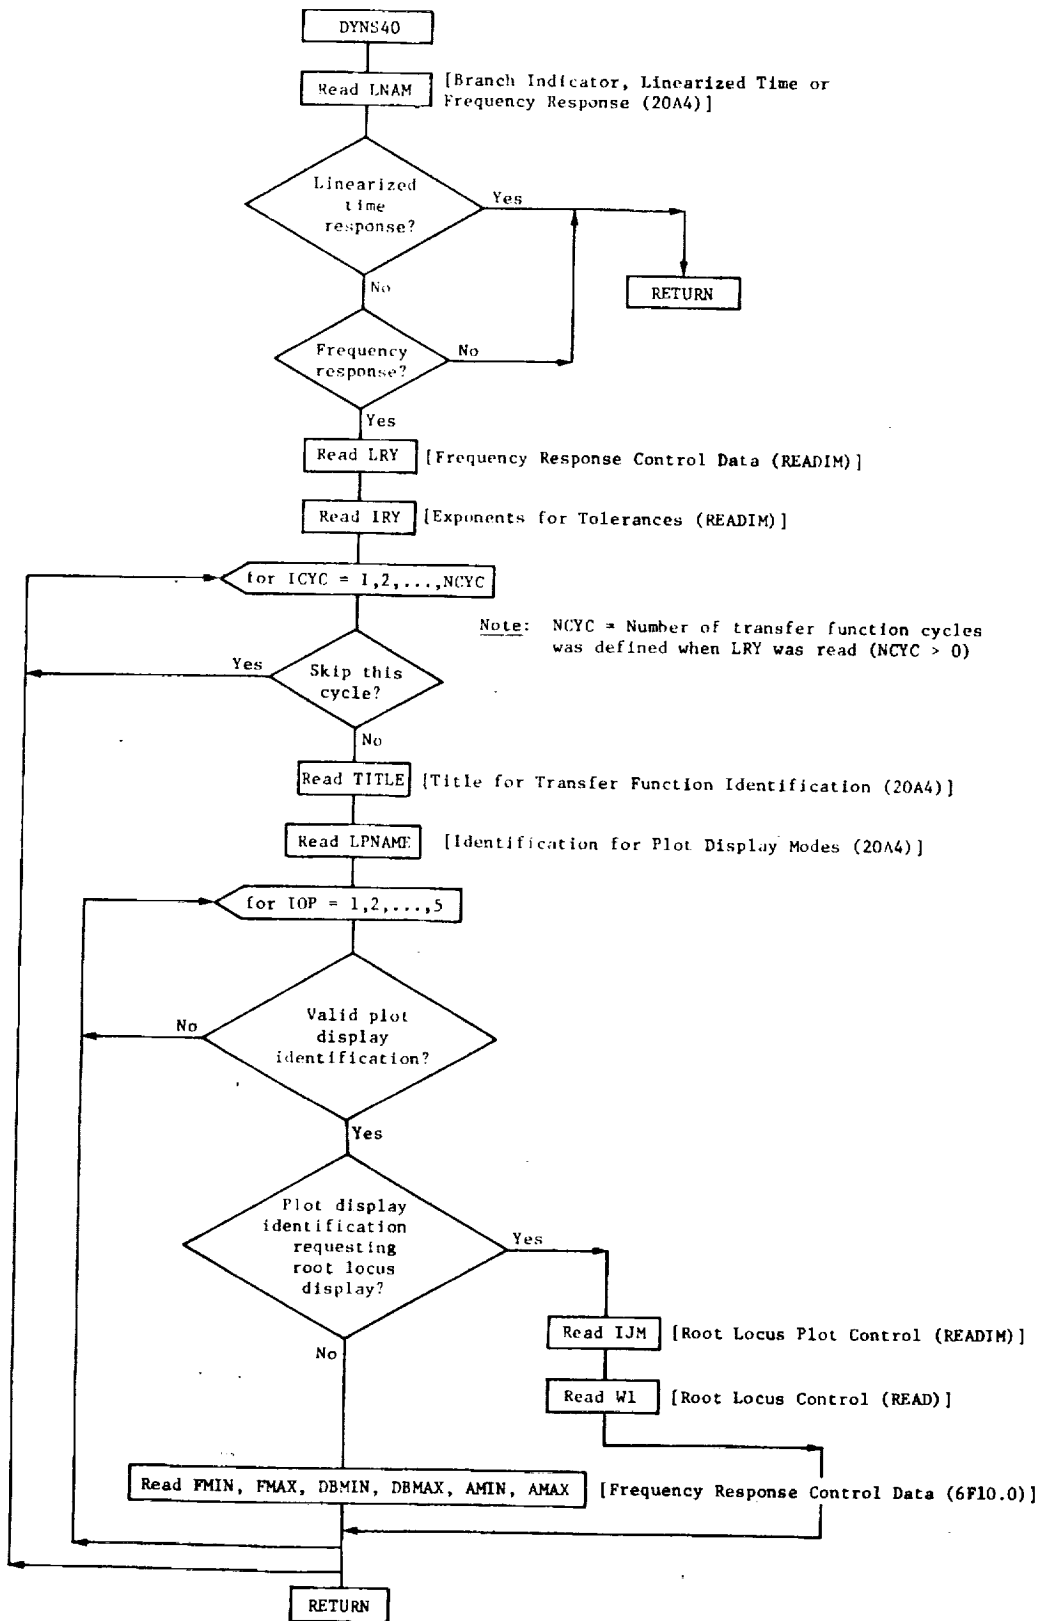 DYNS40
Read LNAM
[Branch Indicator, Linearized Time or
Frequency Response (20A4)]
Linearized
time
response?
Yes
No
RETURN
Frequency
response?
No
Yes
Read LRY
[Frequency Response Control Data (READIM)]
Read IRY
[Exponents for Tolerances (READIM)]
for ICYC = 1,2,...,NCYC
Note: NCYC = Number of transfer function cycles
was defined when LRY was read (NCYC > 0)
Yes
Skip this
cycle?
No
Read TITLE
[Title for Transfer Function Identification (20A4)]
Read LPNAME
[Identification for Plot Display Modes (20A4)]
for IOP = 1,2,...,5
No
Valid plot
display
identification?
Yes
Plot display
identification
requesting
root locus
display?
Yes
No
Read IJM
[Root Locus Plot Control (READIM)]
Read W1
[Root Locus Control (READ)]
Read FMIN, FMAX, DBMIN, DBMAX, AMIN, AMAX
[Frequency Response Control Data (6F10.0)]
RETURN